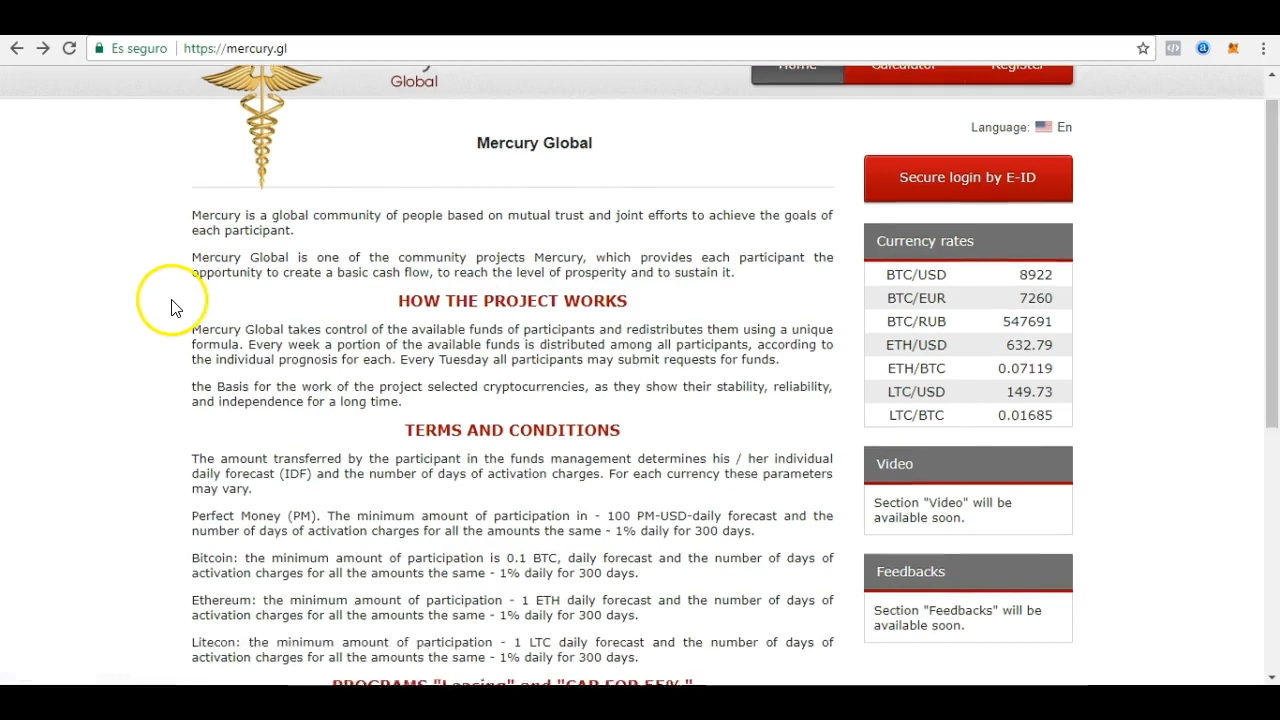 Es seguro
https://mercury.gl
Global
Home
Calculator
Register
Language: En
Mercury Global
Secure login by E-ID
Mercury is a global community of people based on mutual trust and joint efforts to achieve the goals of
each participant.
Mercury Global is one of the community projects Mercury, which provides each participant the
opportunity to create a basic cash flow, to reach the level of prosperity and to sustain it.
HOW THE PROJECT WORKS
Mercury Global takes control of the available funds of participants and redistributes them using a unique
formula. Every week a portion of the available funds is distributed among all participants, according to
the individual prognosis for each. Every Tuesday all participants may submit requests for funds.
the Basis for the work of the project selected cryptocurrencies, as they show their stability, reliability,
and independence for a long time.
TERMS AND CONDITIONS
The amount transferred by the participant in the funds management determines his / her individual
daily forecast (IDF) and the number of days of activation charges. For each currency these parameters
may vary.
Perfect Money (PM). The minimum amount of participation in - 100 PM-USD-daily forecast and the
number of days of activation charges for all the amounts the same - 1% daily for 300 days.
Bitcoin: the minimum amount of participation is 0.1 BTC, daily forecast and the number of days of
activation charges for all the amounts the same - 1% daily for 300 days.
Ethereum: the minimum amount of participation - 1 ETH daily forecast and the number of days of
activation charges for all the amounts the same - 1% daily for 300 days.
Litecon: the minimum amount of participation - 1 LTC daily forecast and the number of days of
activation charges for all the amounts the same - 1% daily for 300 days.
PROGRAMS "Leasing" and "CAR FOR 55%"
Currency rates
BTC/USD 8922
BTC/EUR 7260
BTC/RUB 547691
ETH/USD 632.79
ETH/BTC 0.07119
LTC/USD 149.73
LTC/BTC 0.01685
Video
Section "Video" will be
available soon.
Feedbacks
Section "Feedbacks" will be
available soon.